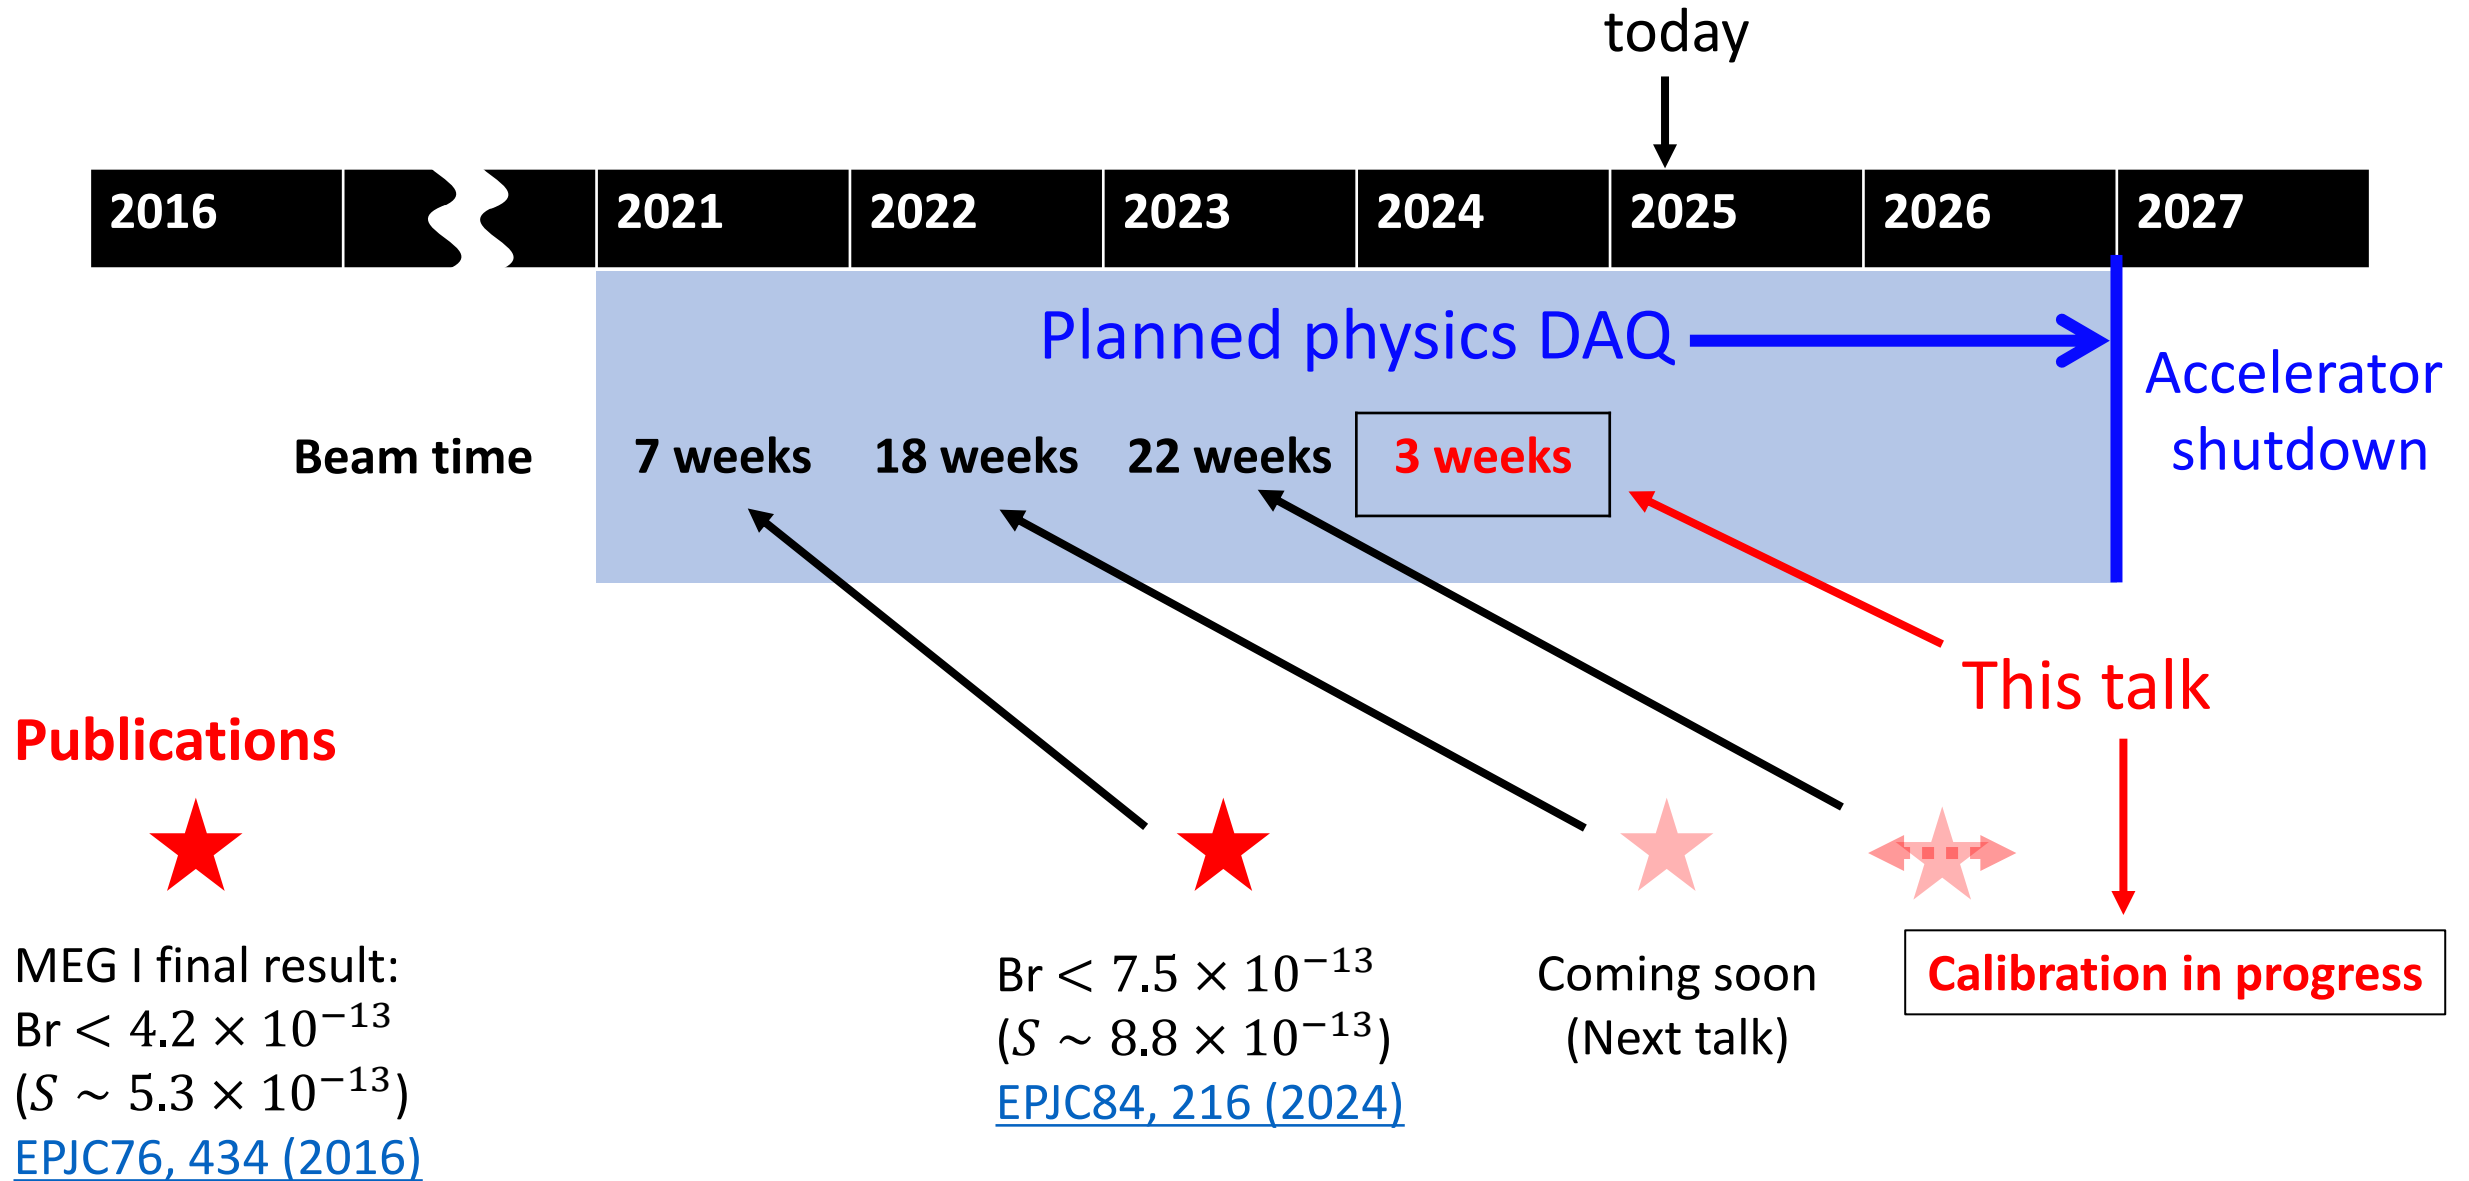 today
2016 2021 2022 2023 2024 2025 2026 2027
Planned physics DAQ
Accelerator
shutdown
Beam time 7 weeks 18 weeks 22 weeks 3 weeks
This talk
Publications
MEG I final result:
Br < 4.2 × 10⁻¹³
(S ~ 5.3 × 10⁻¹³)
EPJC76, 434 (2016)
Br < 7.5 × 10⁻¹³
(S ~ 8.8 × 10⁻¹³)
EPJC84, 216 (2024)
Coming soon
(Next talk)
Calibration in progress